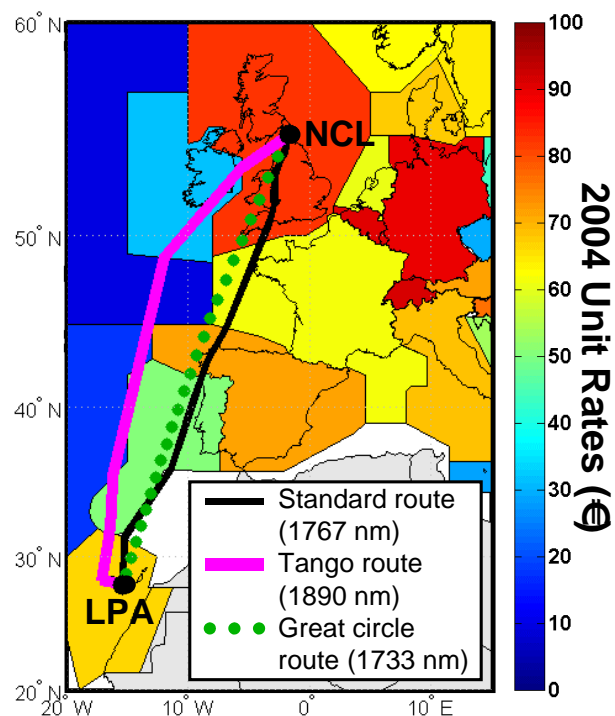 60° N
50° N
40° N
30° N
20° N
20° W
10° W
0°
10° E
NCL
LPA
Standard route
(1767 nm)
Tango route
(1890 nm)
Great circle
route (1733 nm)
100
90
80
70
60
50
40
30
20
10
0
2004 Unit Rates (€)